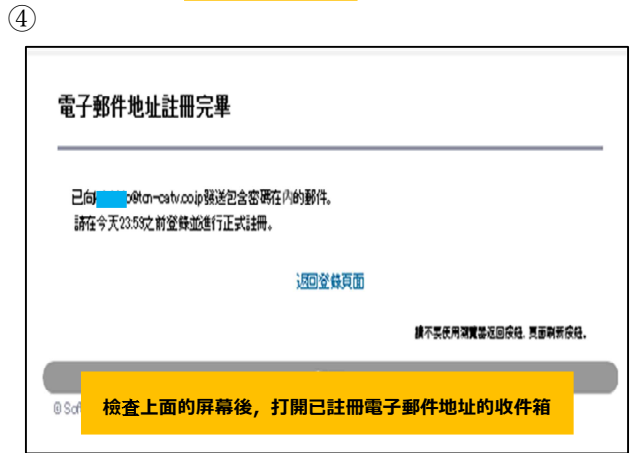 ④
電子郵件地址註冊完畢
已向 o@tcn-catv.co.jp發送包含密碼在內的郵件。
請在今天23:59之前登錄並進行正式註冊。
返回登錄頁面
請不要使用瀏覽器返回按鈕, 頁面刷新按鈕。
檢查上面的屏幕後，打開已註冊電子郵件地址的收件箱
© Sof